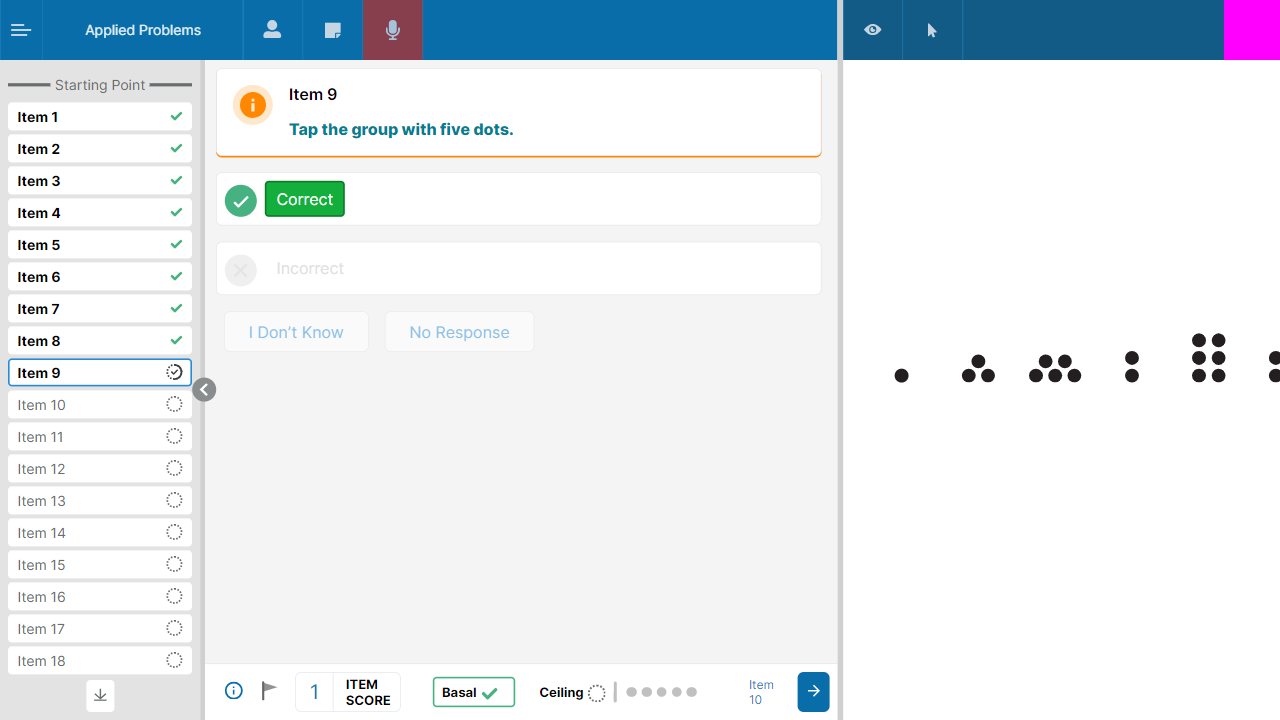 Applied Problems
Starting Point
Item 1
Item 2
Item 3
Item 4
Item 5
Item 6
Item 7
Item 8
Item 9
Item 10
Item 11
Item 12
Item 13
Item 14
Item 15
Item 16
Item 17
Item 18
Item 9
Tap the group with five dots.
Correct
Incorrect
I Don’t Know
No Response
1
ITEM
SCORE
Basal
Ceiling
Item
10